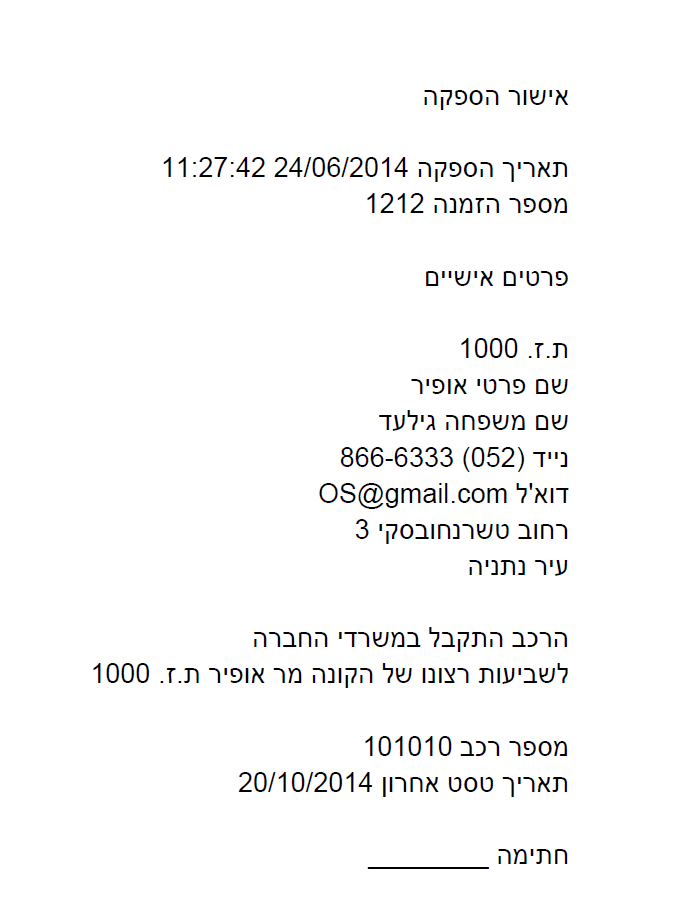 אישור הספקה
תאריך הספקה 24/06/2014 11:27:42
מספר הזמנה 1212
פרטים אישיים
ת.ז. 1000
שם פרטי אופיר
שם משפחה גילעד
נייד (052) 866-6333
דוא'ל OS@gmail.com
רחוב טשרנחובסקי 3
עיר נתניה
הרכב התקבל במשרדי החברה
לשביעות רצונו של הקונה מר אופיר ת.ז. 1000
מספר רכב 101010
תאריך טסט אחרון 20/10/2014
חתימה _________